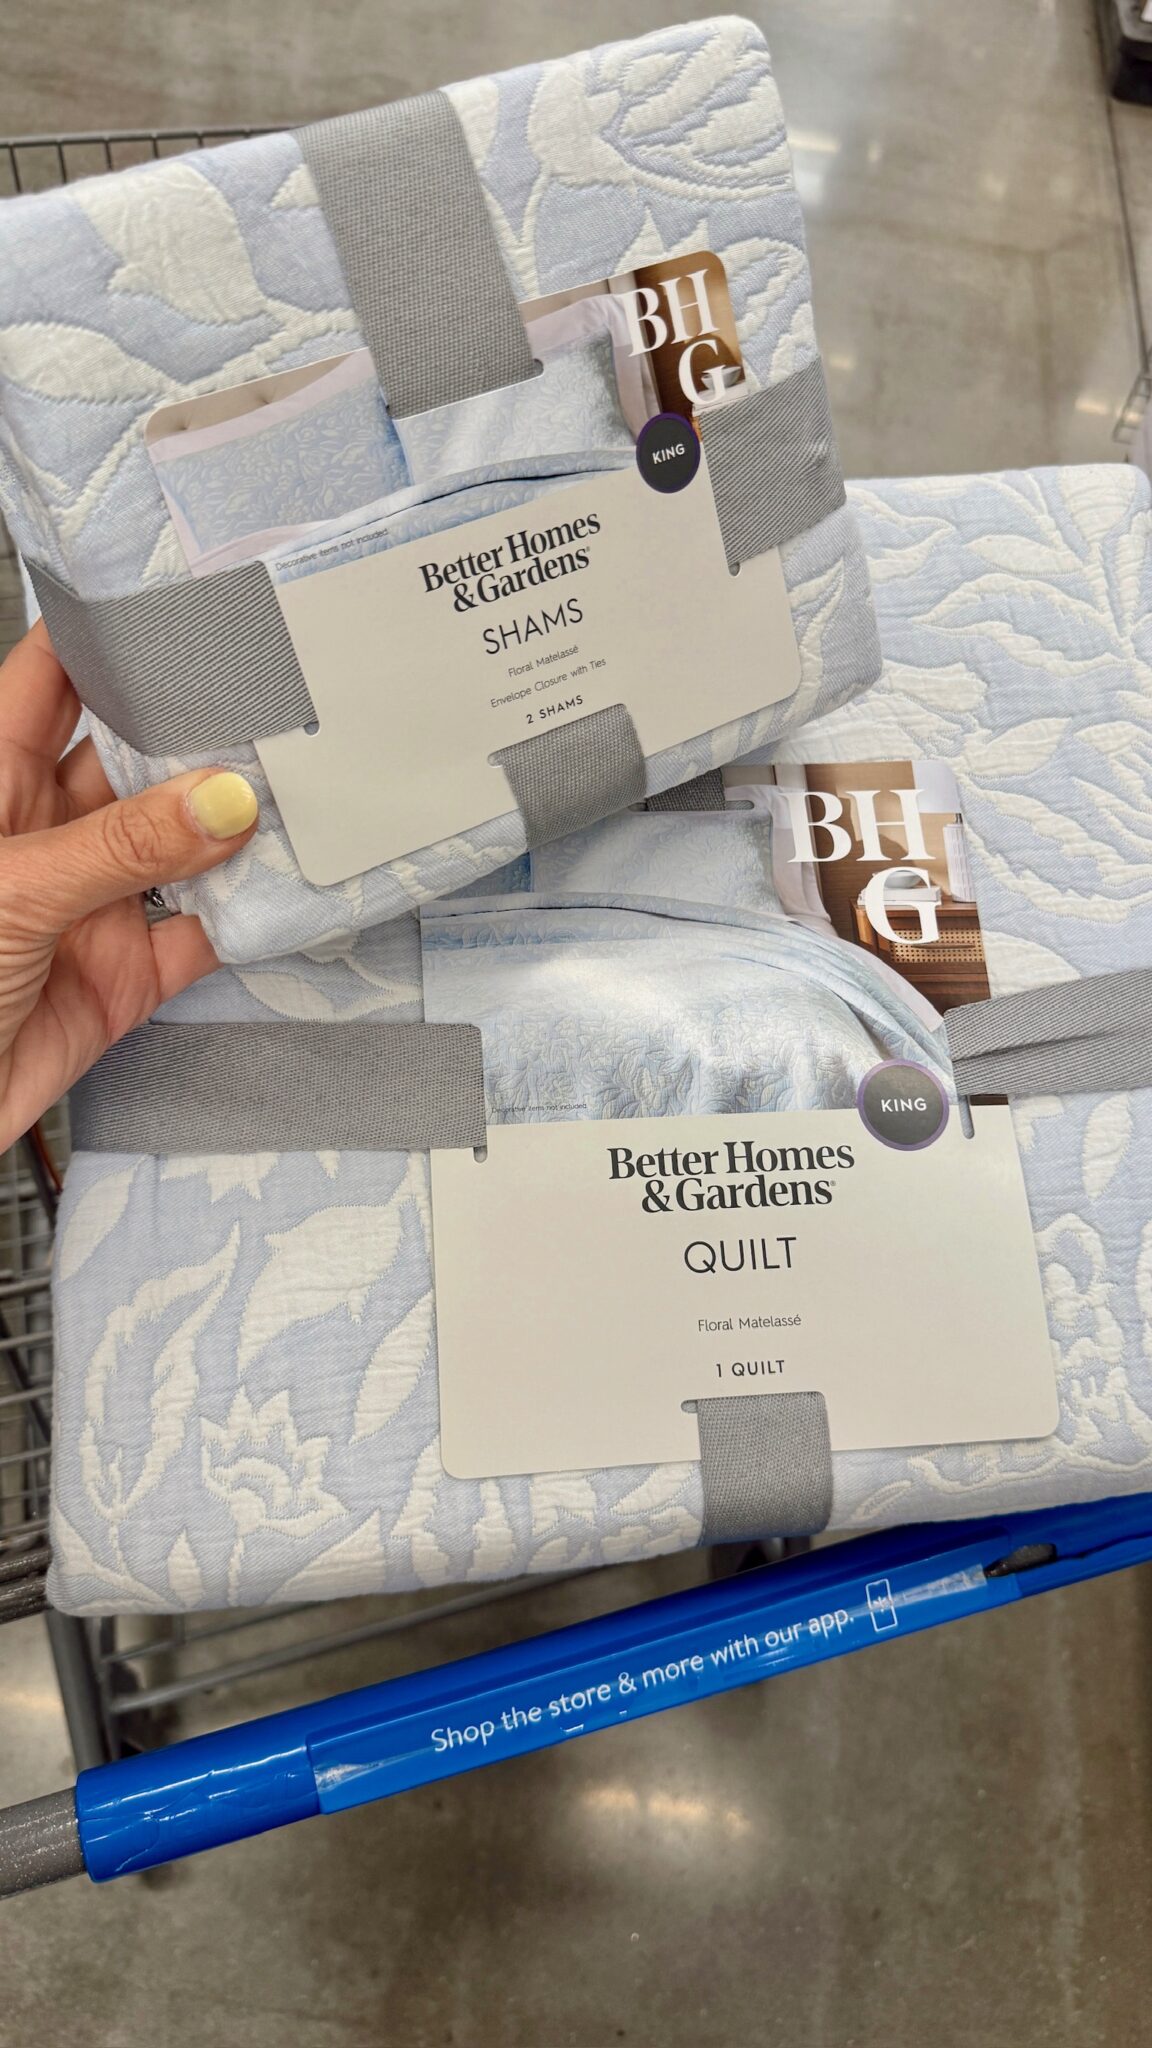 BH
G
KING
Decorative items not included.
Better Homes
& Gardens®
SHAMS
Floral Matelassé
Envelope Closure with Ties
2 SHAMS
BH
G
KING
Decorative items not included.
Better Homes
& Gardens®
QUILT
Floral Matelassé
1 QUILT
Shop the store & more with our app.